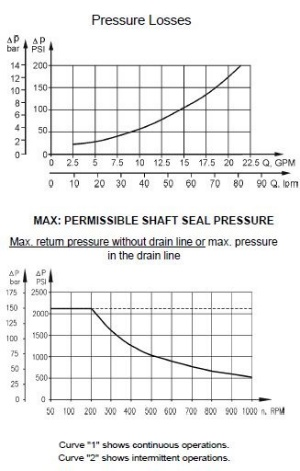 Pressure Losses
ΔP bar
ΔP PSI
14 200
12
10 150
8
6 100
4 50
2
0 0
0 2.5 5 7.5 10 12.5 15 17.5 20 22.5 Q, GPM
0 10 20 30 40 50 60 70 80 90 Q, lpm
MAX: PERMISSIBLE SHAFT SEAL PRESSURE
Max. return pressure without drain line or max. pressure
in the drain line
ΔP bar
ΔP PSI
175 2500
150
125 2000
100 1500
75
50 1000
25 500
0 0
50 100 200 300 400 500 600 700 800 900 1000 n, RPM
Curve "1" shows continuous operations.
Curve "2" shows intermittent operations.